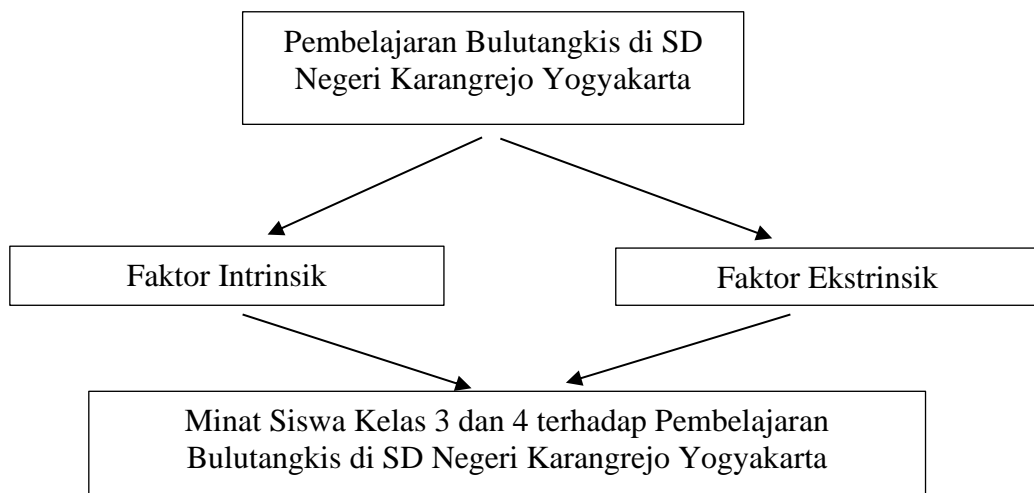 Pembelajaran Bulutangkis di SD
Negeri Karangrejo Yogyakarta
Faktor Intrinsik
Faktor Ekstrinsik
Minat Siswa Kelas 3 dan 4 terhadap Pembelajaran
Bulutangkis di SD Negeri Karangrejo Yogyakarta